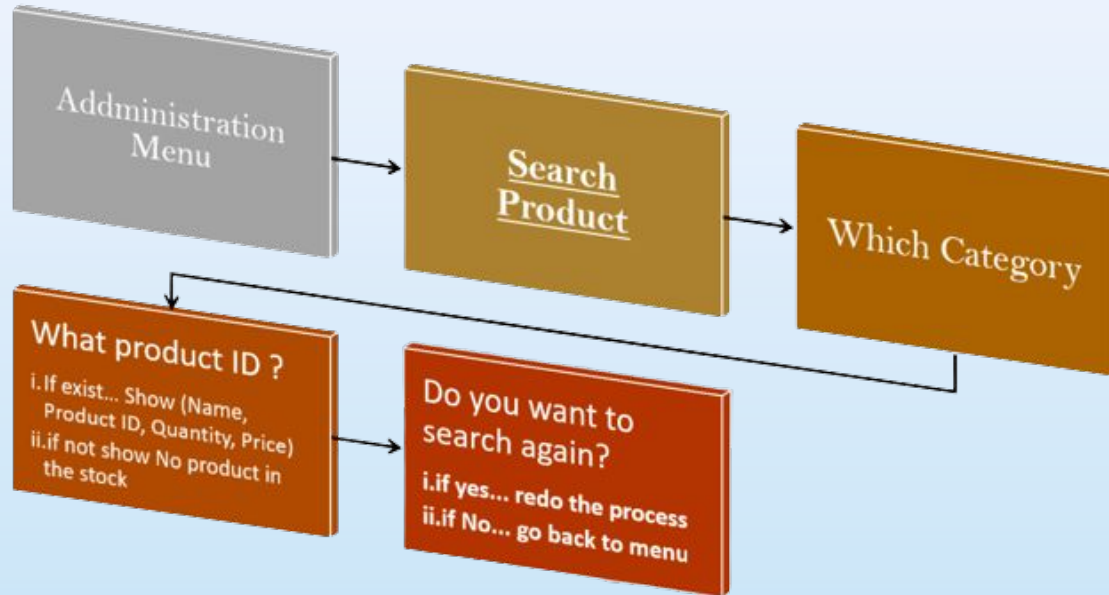 Addministration
Menu
Search
Product
Which Category
What product ID ?
i. If exist... Show (Name,
Product ID, Quantity, Price)
ii.if not show No product in
the stock
Do you want to
search again?
i.if yes... redo the process
ii.if No... go back to menu